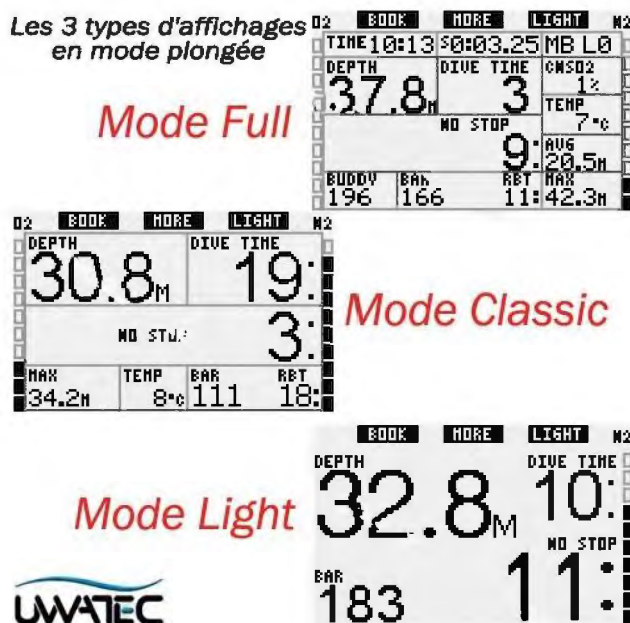 Les 3 types d'affichages
en mode plongée
O2 BOOK MORE LIGHT N2
TIME 10:13 S0:03.25 MB L0
DEPTH DIVE TIME CNSO2
37.8M 3 1%
TEMP
7°C
NO STOP
9: AVG
20.5M
BUDDY BAR RBT MAX
196 166 11: 42.3M
Mode Full
O2 BOOK MORE LIGHT N2
DEPTH DIVE TIME
30.8M 19:
NO 3:
MAX TEMP BAR RBT
34.2M 8°C 111 18:
Mode Classic
BOOK MORE LIGHT N2
DEPTH DIVE TIME
32.8M 10:
NO STOP
11:
BAR
183
Mode Light
UWATEC